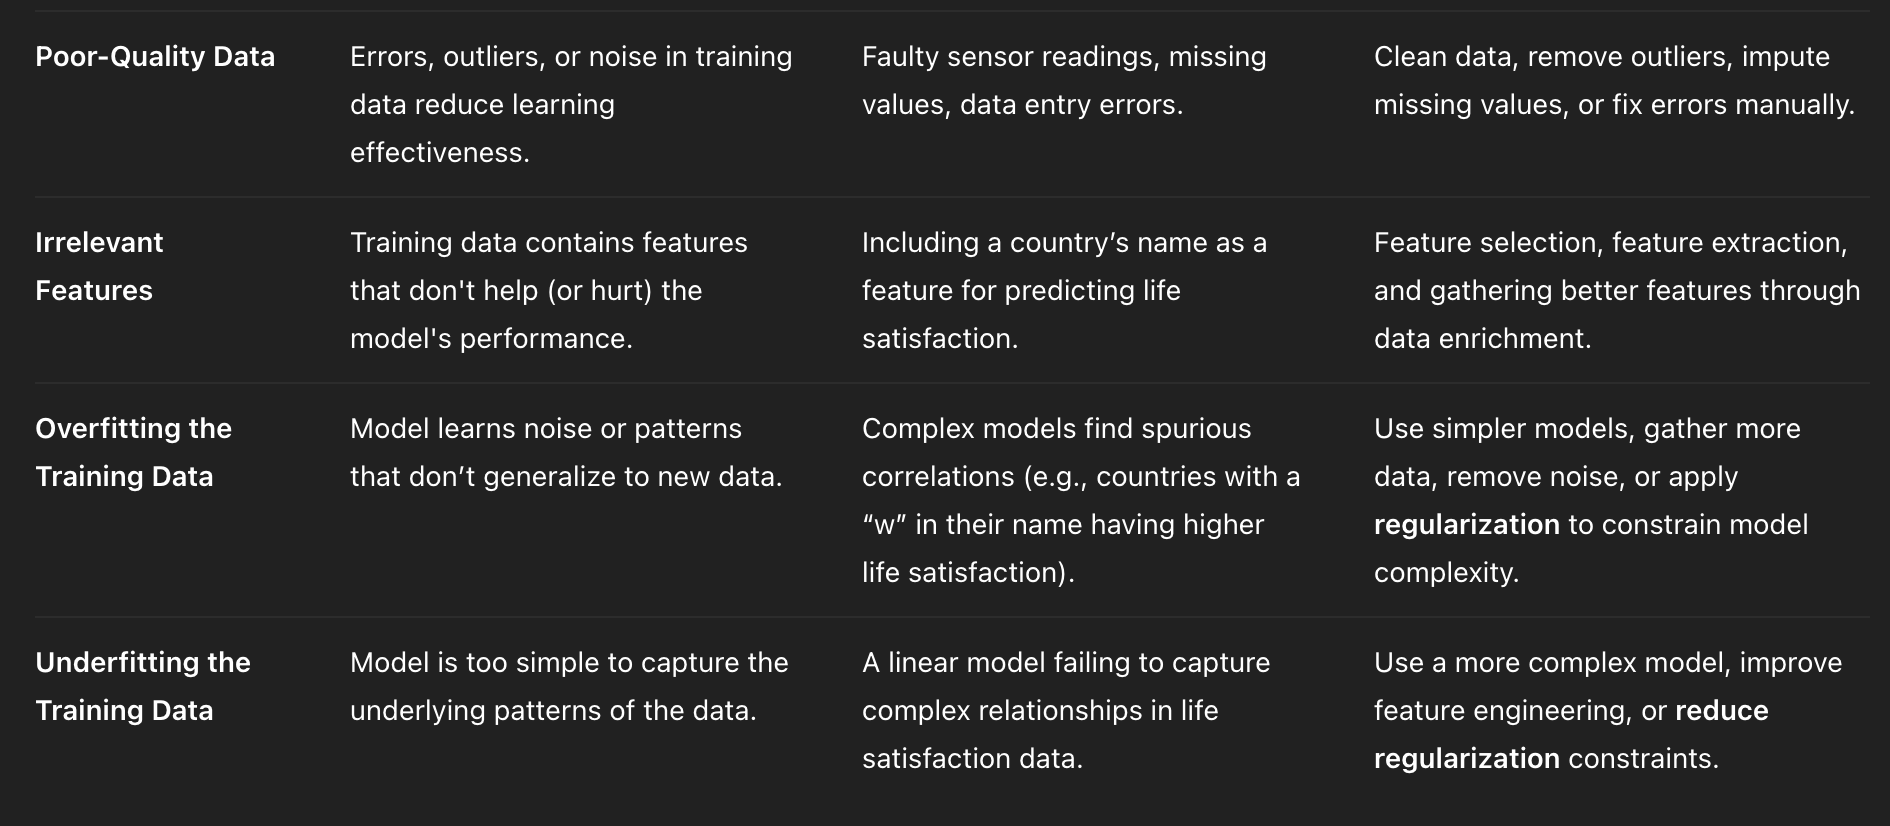 Poor-Quality Data
Errors, outliers, or noise in training
data reduce learning
effectiveness.
Faulty sensor readings, missing
values, data entry errors.
Clean data, remove outliers, impute
missing values, or fix errors manually.
Irrelevant
Features
Training data contains features
that don't help (or hurt) the
model's performance.
Including a country’s name as a
feature for predicting life
satisfaction.
Feature selection, feature extraction,
and gathering better features through
data enrichment.
Overfitting the
Training Data
Model learns noise or patterns
that don’t generalize to new data.
Complex models find spurious
correlations (e.g., countries with a
“w” in their name having higher
life satisfaction).
Use simpler models, gather more
data, remove noise, or apply
regularization to constrain model
complexity.
Underfitting the
Training Data
Model is too simple to capture the
underlying patterns of the data.
A linear model failing to capture
complex relationships in life
satisfaction data.
Use a more complex model, improve
feature engineering, or reduce
regularization constraints.